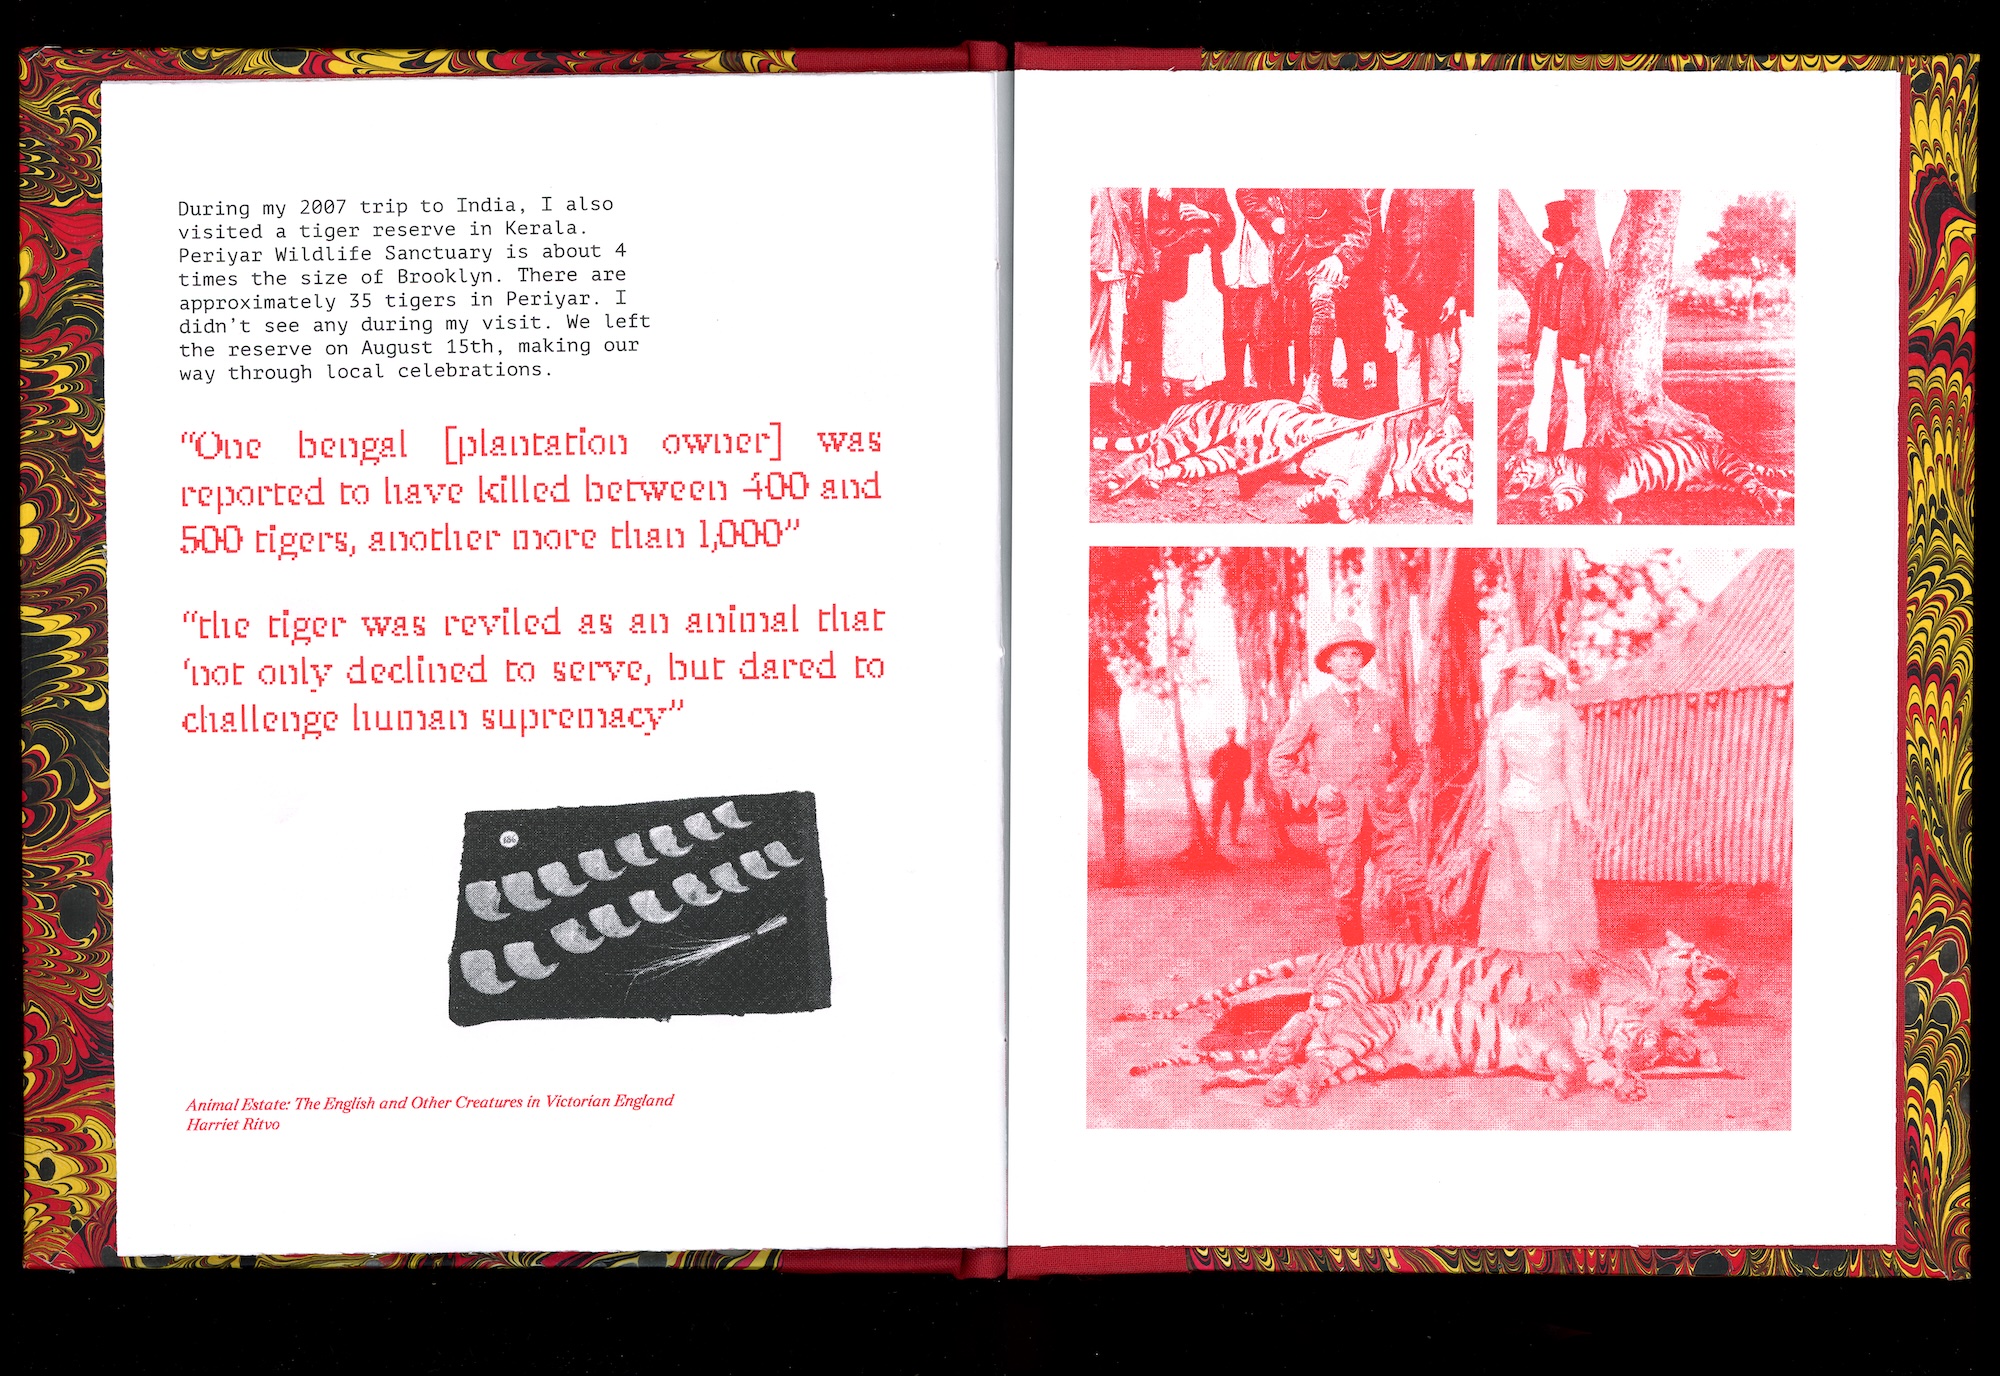 During my 2007 trip to India, I also
visited a tiger reserve in Kerala.
Periyar Wildlife Sanctuary is about 4
times the size of Brooklyn. There are
approximately 35 tigers in Periyar. I
didn't see any during my visit. We left
the reserve on August 15th, making our
way through local celebrations.
“One bengal [plantation owner] was
reported to have killed between 400 and
500 tigers, another more than 1,000”
“the tiger was reviled as an animal that
‘not only declined to serve, but dared to
challenge human supremacy”
Animal Estate: The English and Other Creatures in Victorian England
Harriet Ritvo